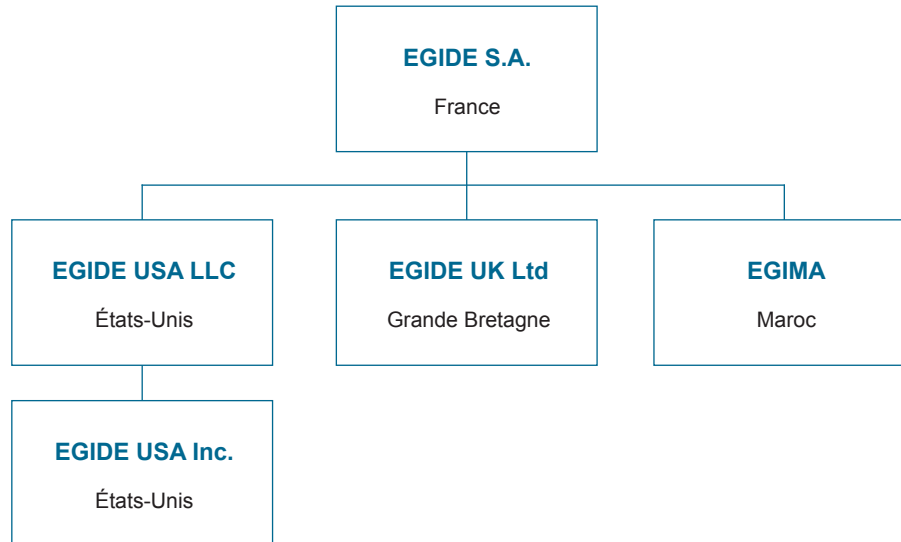 EGIDE S.A.
France
EGIDE USA LLC
États-Unis
EGIDE UK Ltd
Grande Bretagne
EGIMA
Maroc
EGIDE USA Inc.
États-Unis